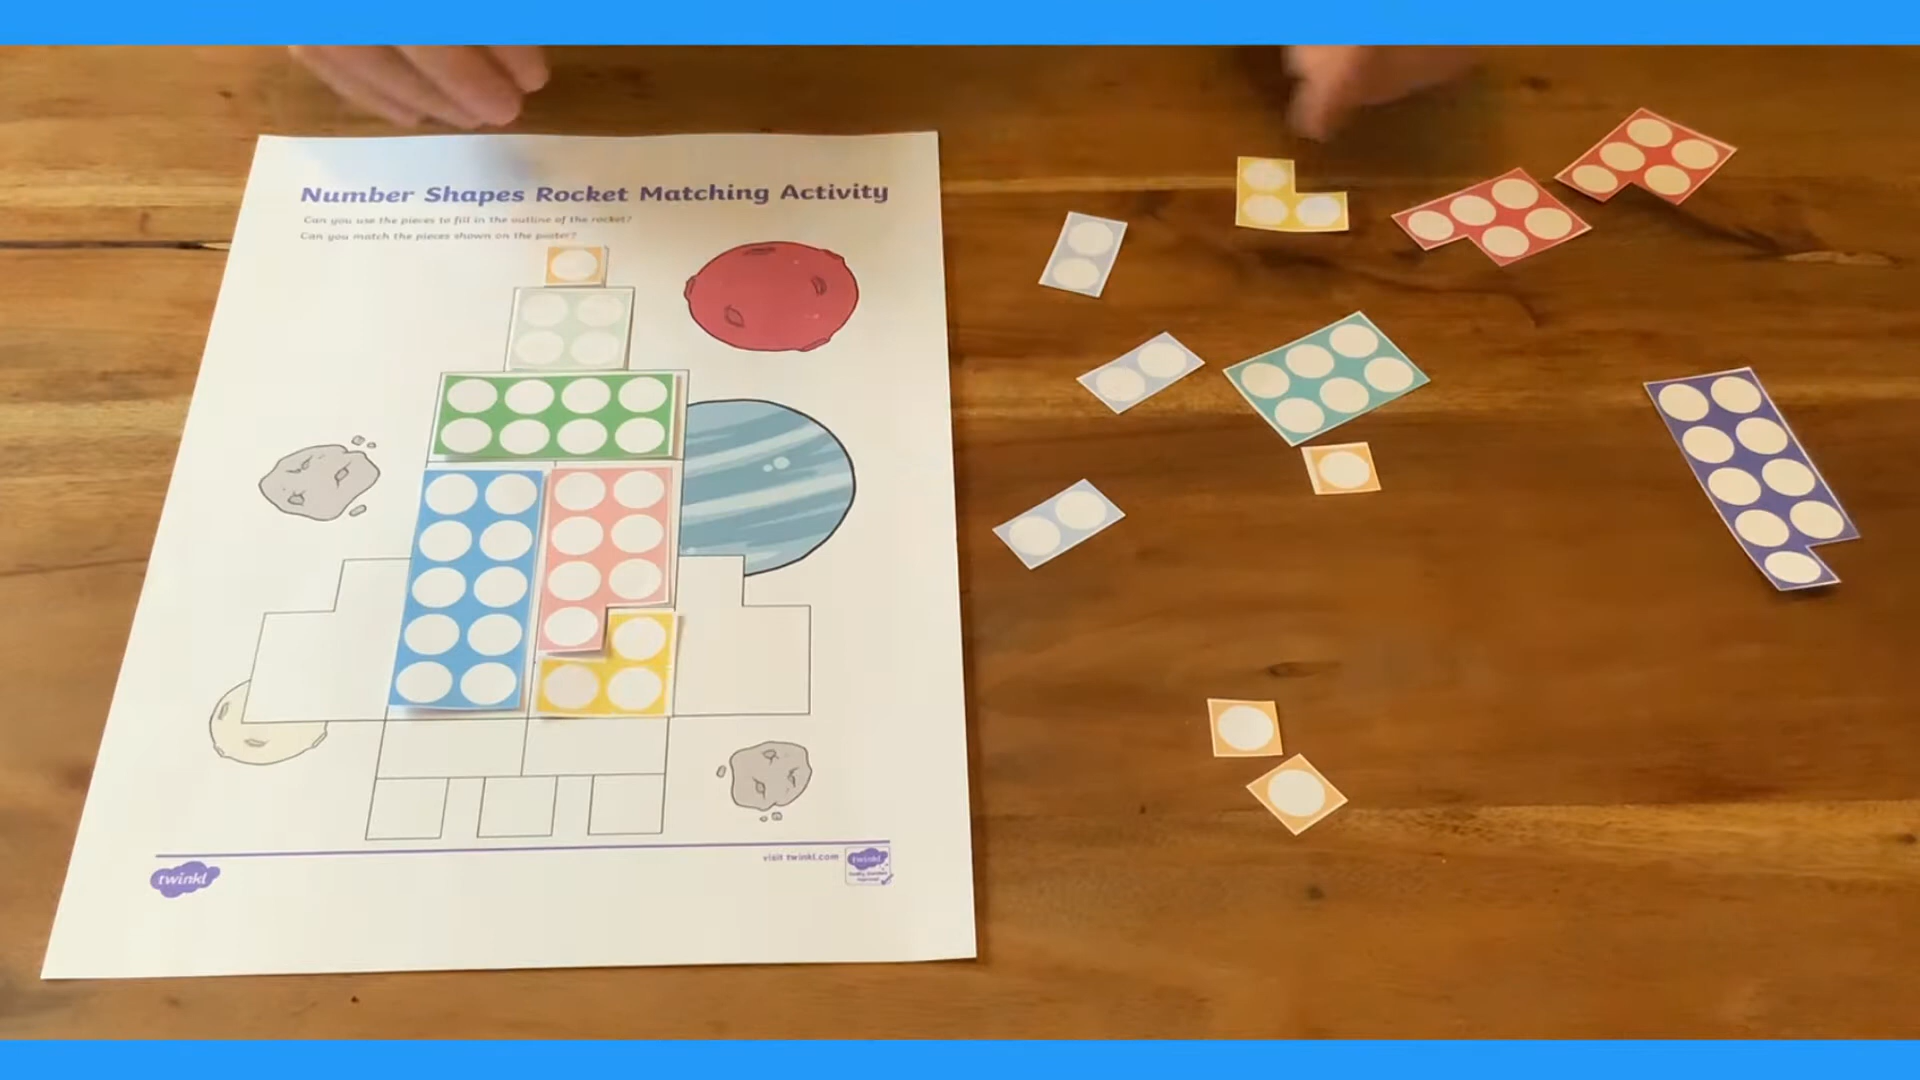 Number Shapes Rocket Matching Activity
Can you use the pieces to fill in the outline of the rocket?
Can you match the pieces shown on the poster?
twinkl
visit twinkl.com
twinkl